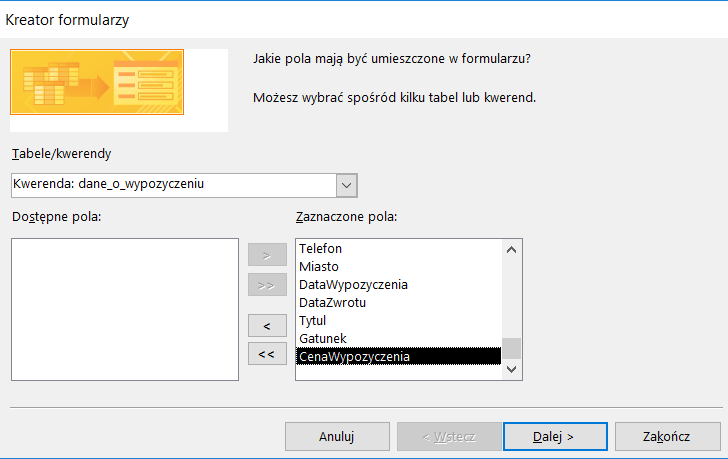 Kreator formularzy
Jakie pola mają być umieszczone w formularzu?
Możesz wybrać spośród kilku tabel lub kwerend.
Tabele/kwerendy
Kwerenda: dane_o_wypozyczeniu
Dostępne pola:
Zaznaczone pola:
>
>>
<
<<
Telefon
Miasto
DataWypozyczenia
DataZwrotu
Tytul
Gatunek
CenaWypozyczenia
Anuluj
< Wstecz
Dalej >
Zakończ